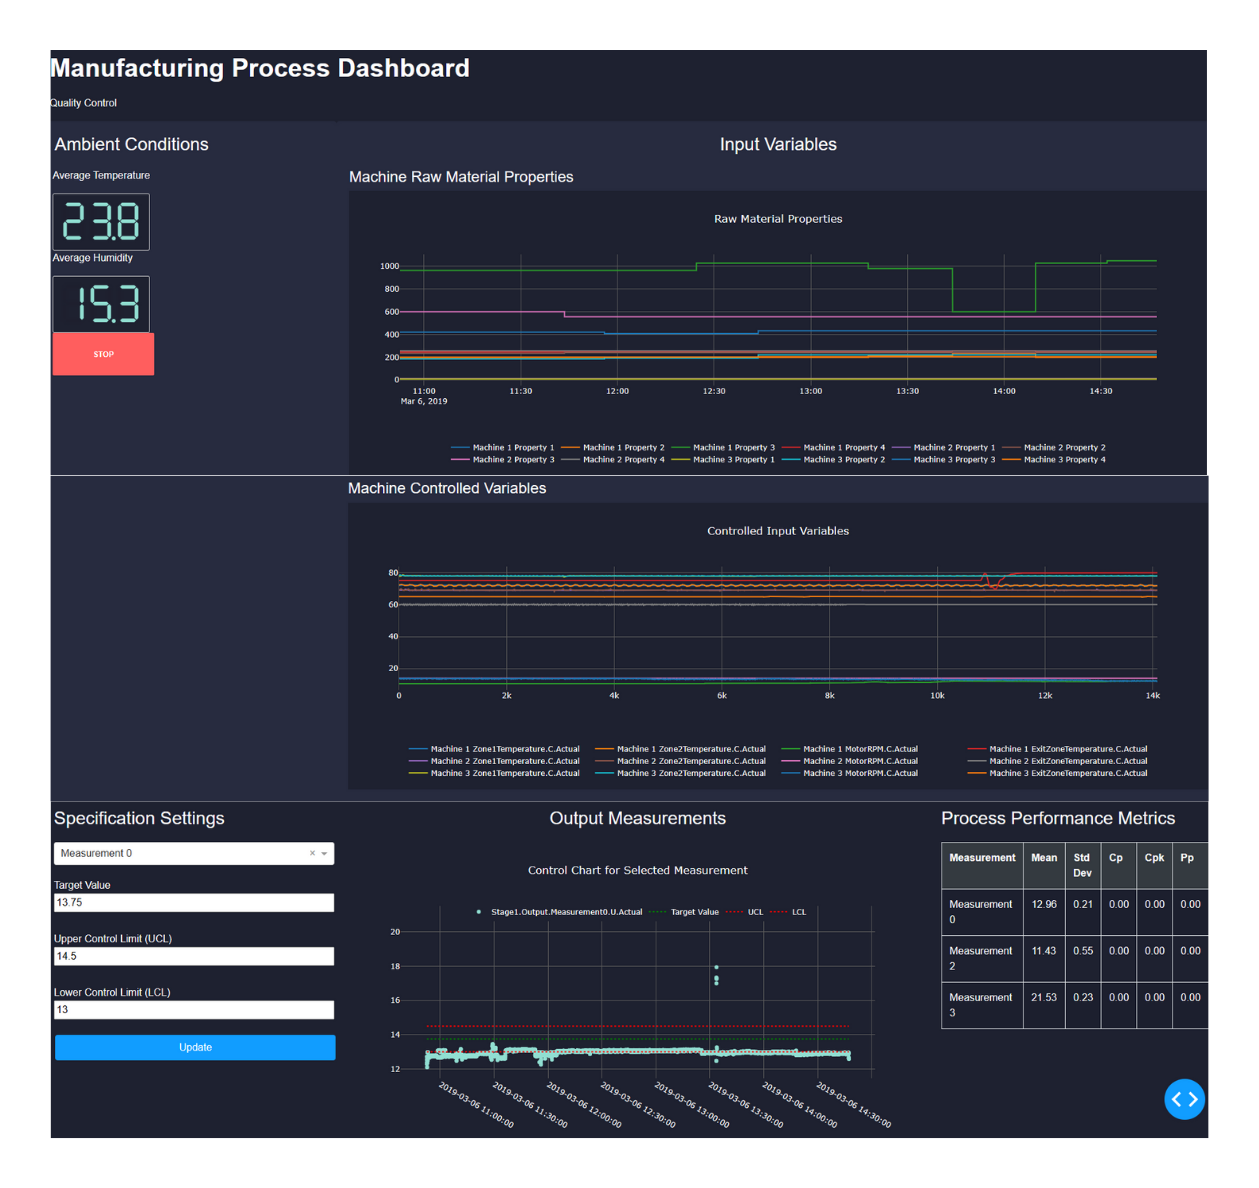 Manufacturing Process Dashboard
Quality Control
Ambient Conditions
Average Temperature
23.8
Average Humidity
15.3
STOP
Input Variables
Machine Raw Material Properties
Raw Material Properties
1000
800
600
400
200
0
11:00 11:30 12:00 12:30 13:00 13:30 14:00 14:30
Mar 6, 2019
Machine 1 Property 1 Machine 1 Property 2 Machine 1 Property 3 Machine 1 Property 4 Machine 2 Property 1 Machine 2 Property 2
Machine 2 Property 3 Machine 2 Property 4 Machine 3 Property 1 Machine 3 Property 2 Machine 3 Property 3 Machine 3 Property 4
Machine Controlled Variables
Controlled Input Variables
80
60
40
20
0 2k 4k 6k 8k 10k 12k 14k
Machine 1 Zone1Temperature.C.Actual Machine 1 Zone2Temperature.C.Actual Machine 1 MotorRPM.C.Actual Machine 1 ExitZoneTemperature.C.Actual
Machine 2 Zone1Temperature.C.Actual Machine 2 Zone2Temperature.C.Actual Machine 2 MotorRPM.C.Actual Machine 2 ExitZoneTemperature.C.Actual
Machine 3 Zone1Temperature.C.Actual Machine 3 Zone2Temperature.C.Actual Machine 3 MotorRPM.C.Actual Machine 3 ExitZoneTemperature.C.Actual
Specification Settings
Measurement 0 × 
Target Value
13.75
Upper Control Limit (UCL)
14.5
Lower Control Limit (LCL)
13
Update
Output Measurements
Control Chart for Selected Measurement
Stage1.Output.Measurement0.U.Actual Target Value UCL LCL
20
18
16
14
12
2019-03-06 11:00:00
2019-03-06 11:30:00
2019-03-06 12:00:00
2019-03-06 12:30:00
2019-03-06 13:00:00
2019-03-06 13:30:00
2019-03-06 14:00:00
2019-03-06 14:30:00
Process Performance Metrics
Measurement Mean Std Dev Cp Cpk Pp
Measurement 0 12.96 0.21 0.00 0.00 0.00
Measurement 2 11.43 0.55 0.00 0.00 0.00
Measurement 3 21.53 0.23 0.00 0.00 0.00